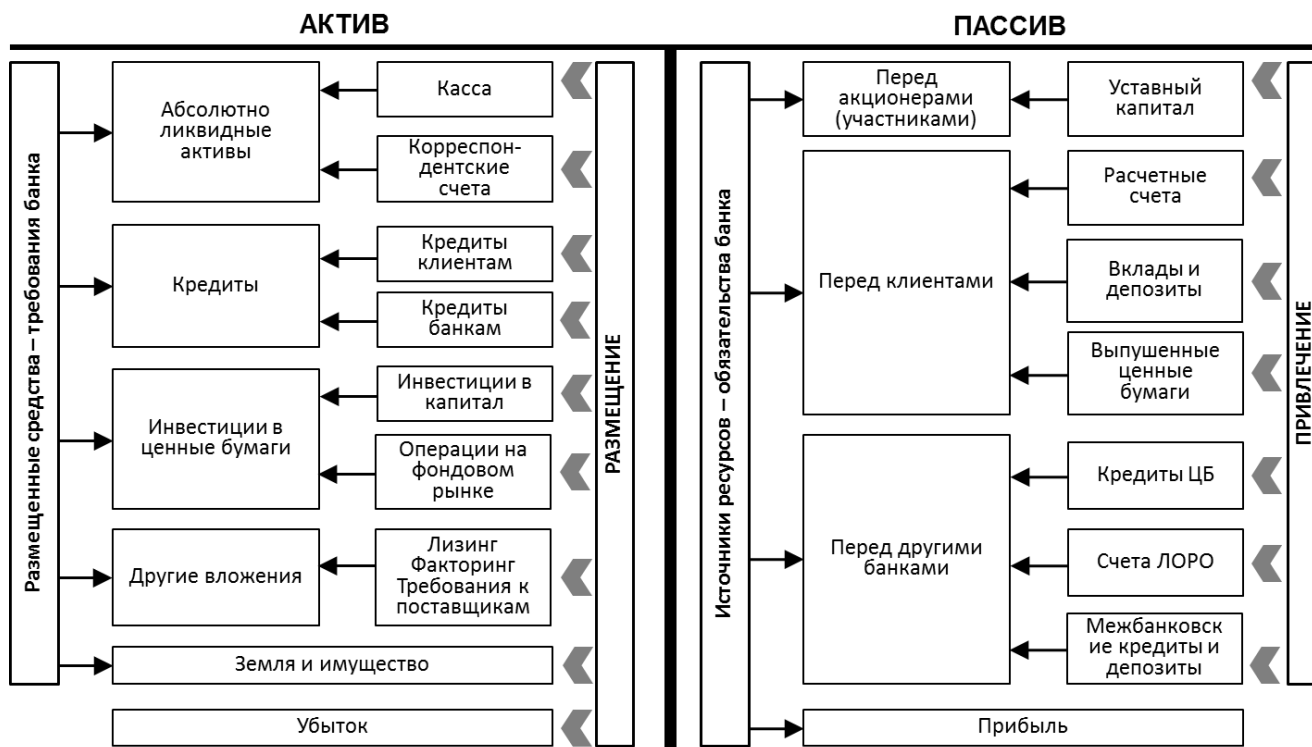 АКТИВ
Размещенные средства – требования банка
Абсолютно
ликвидные
активы
Касса
Корреспон-
дентские
счета
Кредиты
Кредиты
клиентам
Кредиты
банкам
Инвестиции в
ценные бумаги
Инвестиции в
капитал
Операции на
фондовом
рынке
Другие вложения
Лизинг
Факторинг
Требования к
поставщикам
Земля и имущество
Убыток
РАЗМЕЩЕНИЕ
ПАССИВ
Источники ресурсов – обязательства банка
Перед
акционерами
(участниками)
Уставный
капитал
Перед клиентами
Расчетные
счета
Вклады и
депозиты
Выпушенные
ценные
бумаги
Перед другими
банками
Кредиты ЦБ
Счета ЛОРО
Межбанковск
ие кредиты и
депозиты
Прибыль
ПРИВЛЕЧЕНИЕ